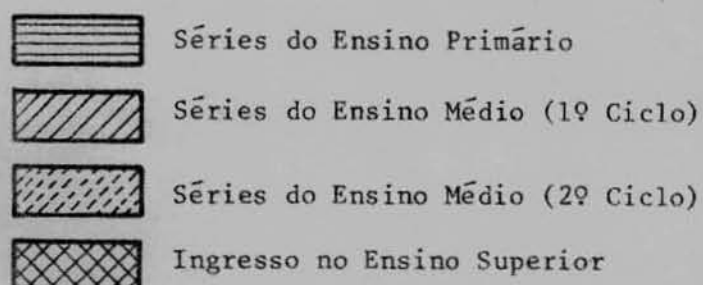 Séries do Ensino Primário
Séries do Ensino Médio (1º Ciclo)
Séries do Ensino Médio (2º Ciclo)
Ingresso no Ensino Superior